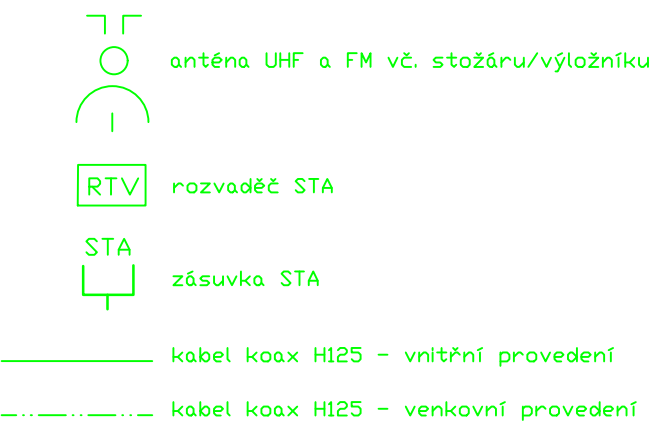 anténa UHF a FM vč. stožáru/výložníku
RTV rozvaděč STA
STA
zásuvka STA
kabel koax H125 - vnitřní provedení
kabel koax H125 - venkovní provedení